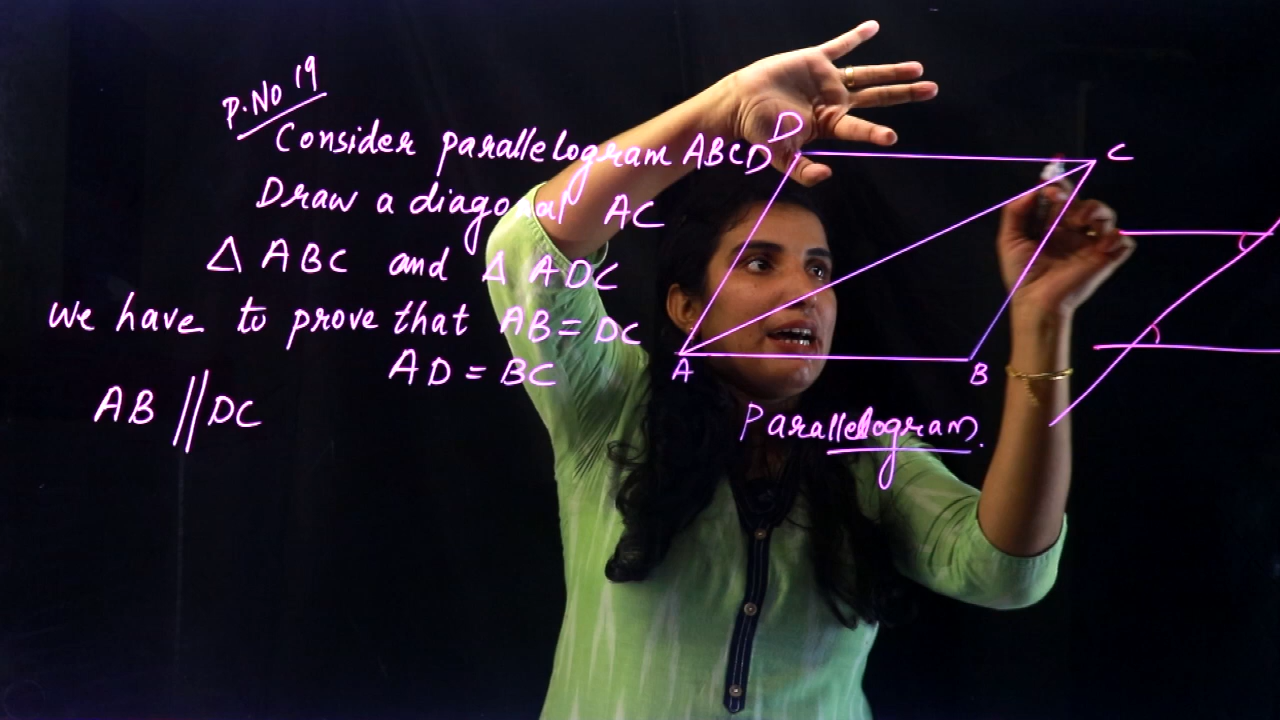 P.No 19
Consider parallelogram ABCD
Draw a diagonal AC
Δ ABC and Δ ADC
We have to prove that AB = DC
AD = BC
AB // DC
D
C
A
B
Parallelogram.